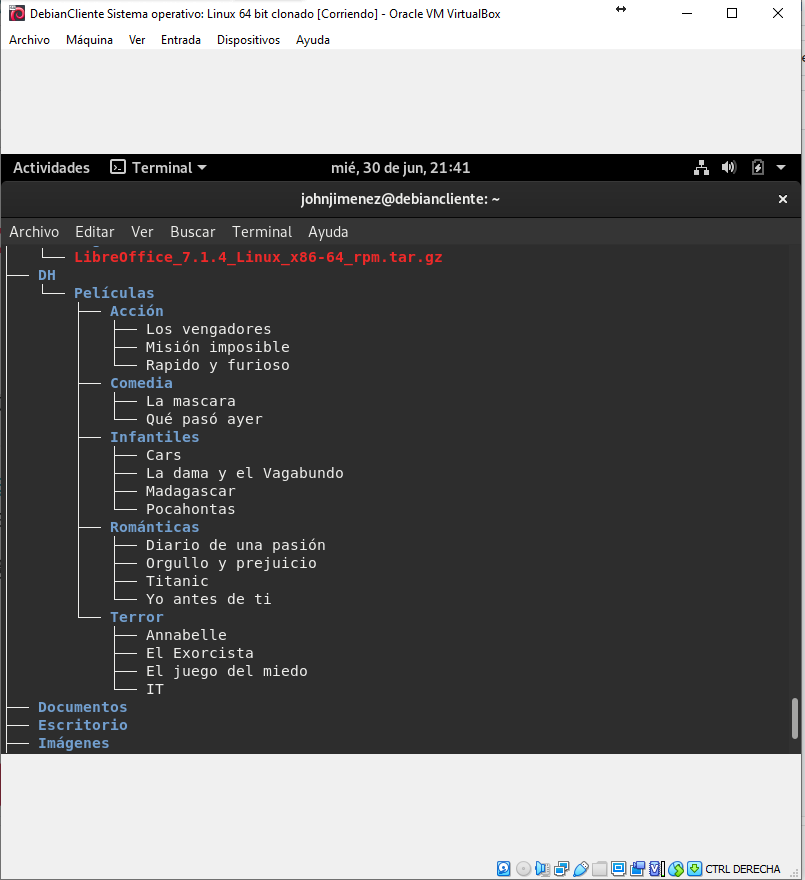 DebianCliente Sistema operativo: Linux 64 bit clonado [Corriendo] - Oracle VM VirtualBox
Archivo Máquina Ver Entrada Dispositivos Ayuda
Actividades Terminal mié, 30 de jun, 21:41
johnjimenez@debiancliente: ~
Archivo Editar Ver Buscar Terminal Ayuda
LibreOffice_7.1.4_Linux_x86-64_rpm.tar.gz
DH
Películas
Acción
Los vengadores
Misión imposible
Rapido y furioso
Comedia
La mascara
Qué pasó ayer
Infantiles
Cars
La dama y el Vagabundo
Madagascar
Pocahontas
Románticas
Diario de una pasión
Orgullo y prejuicio
Titanic
Yo antes de ti
Terror
Annabelle
El Exorcista
El juego del miedo
IT
Documentos
Escritorio
Imágenes
CTRL DERECHA